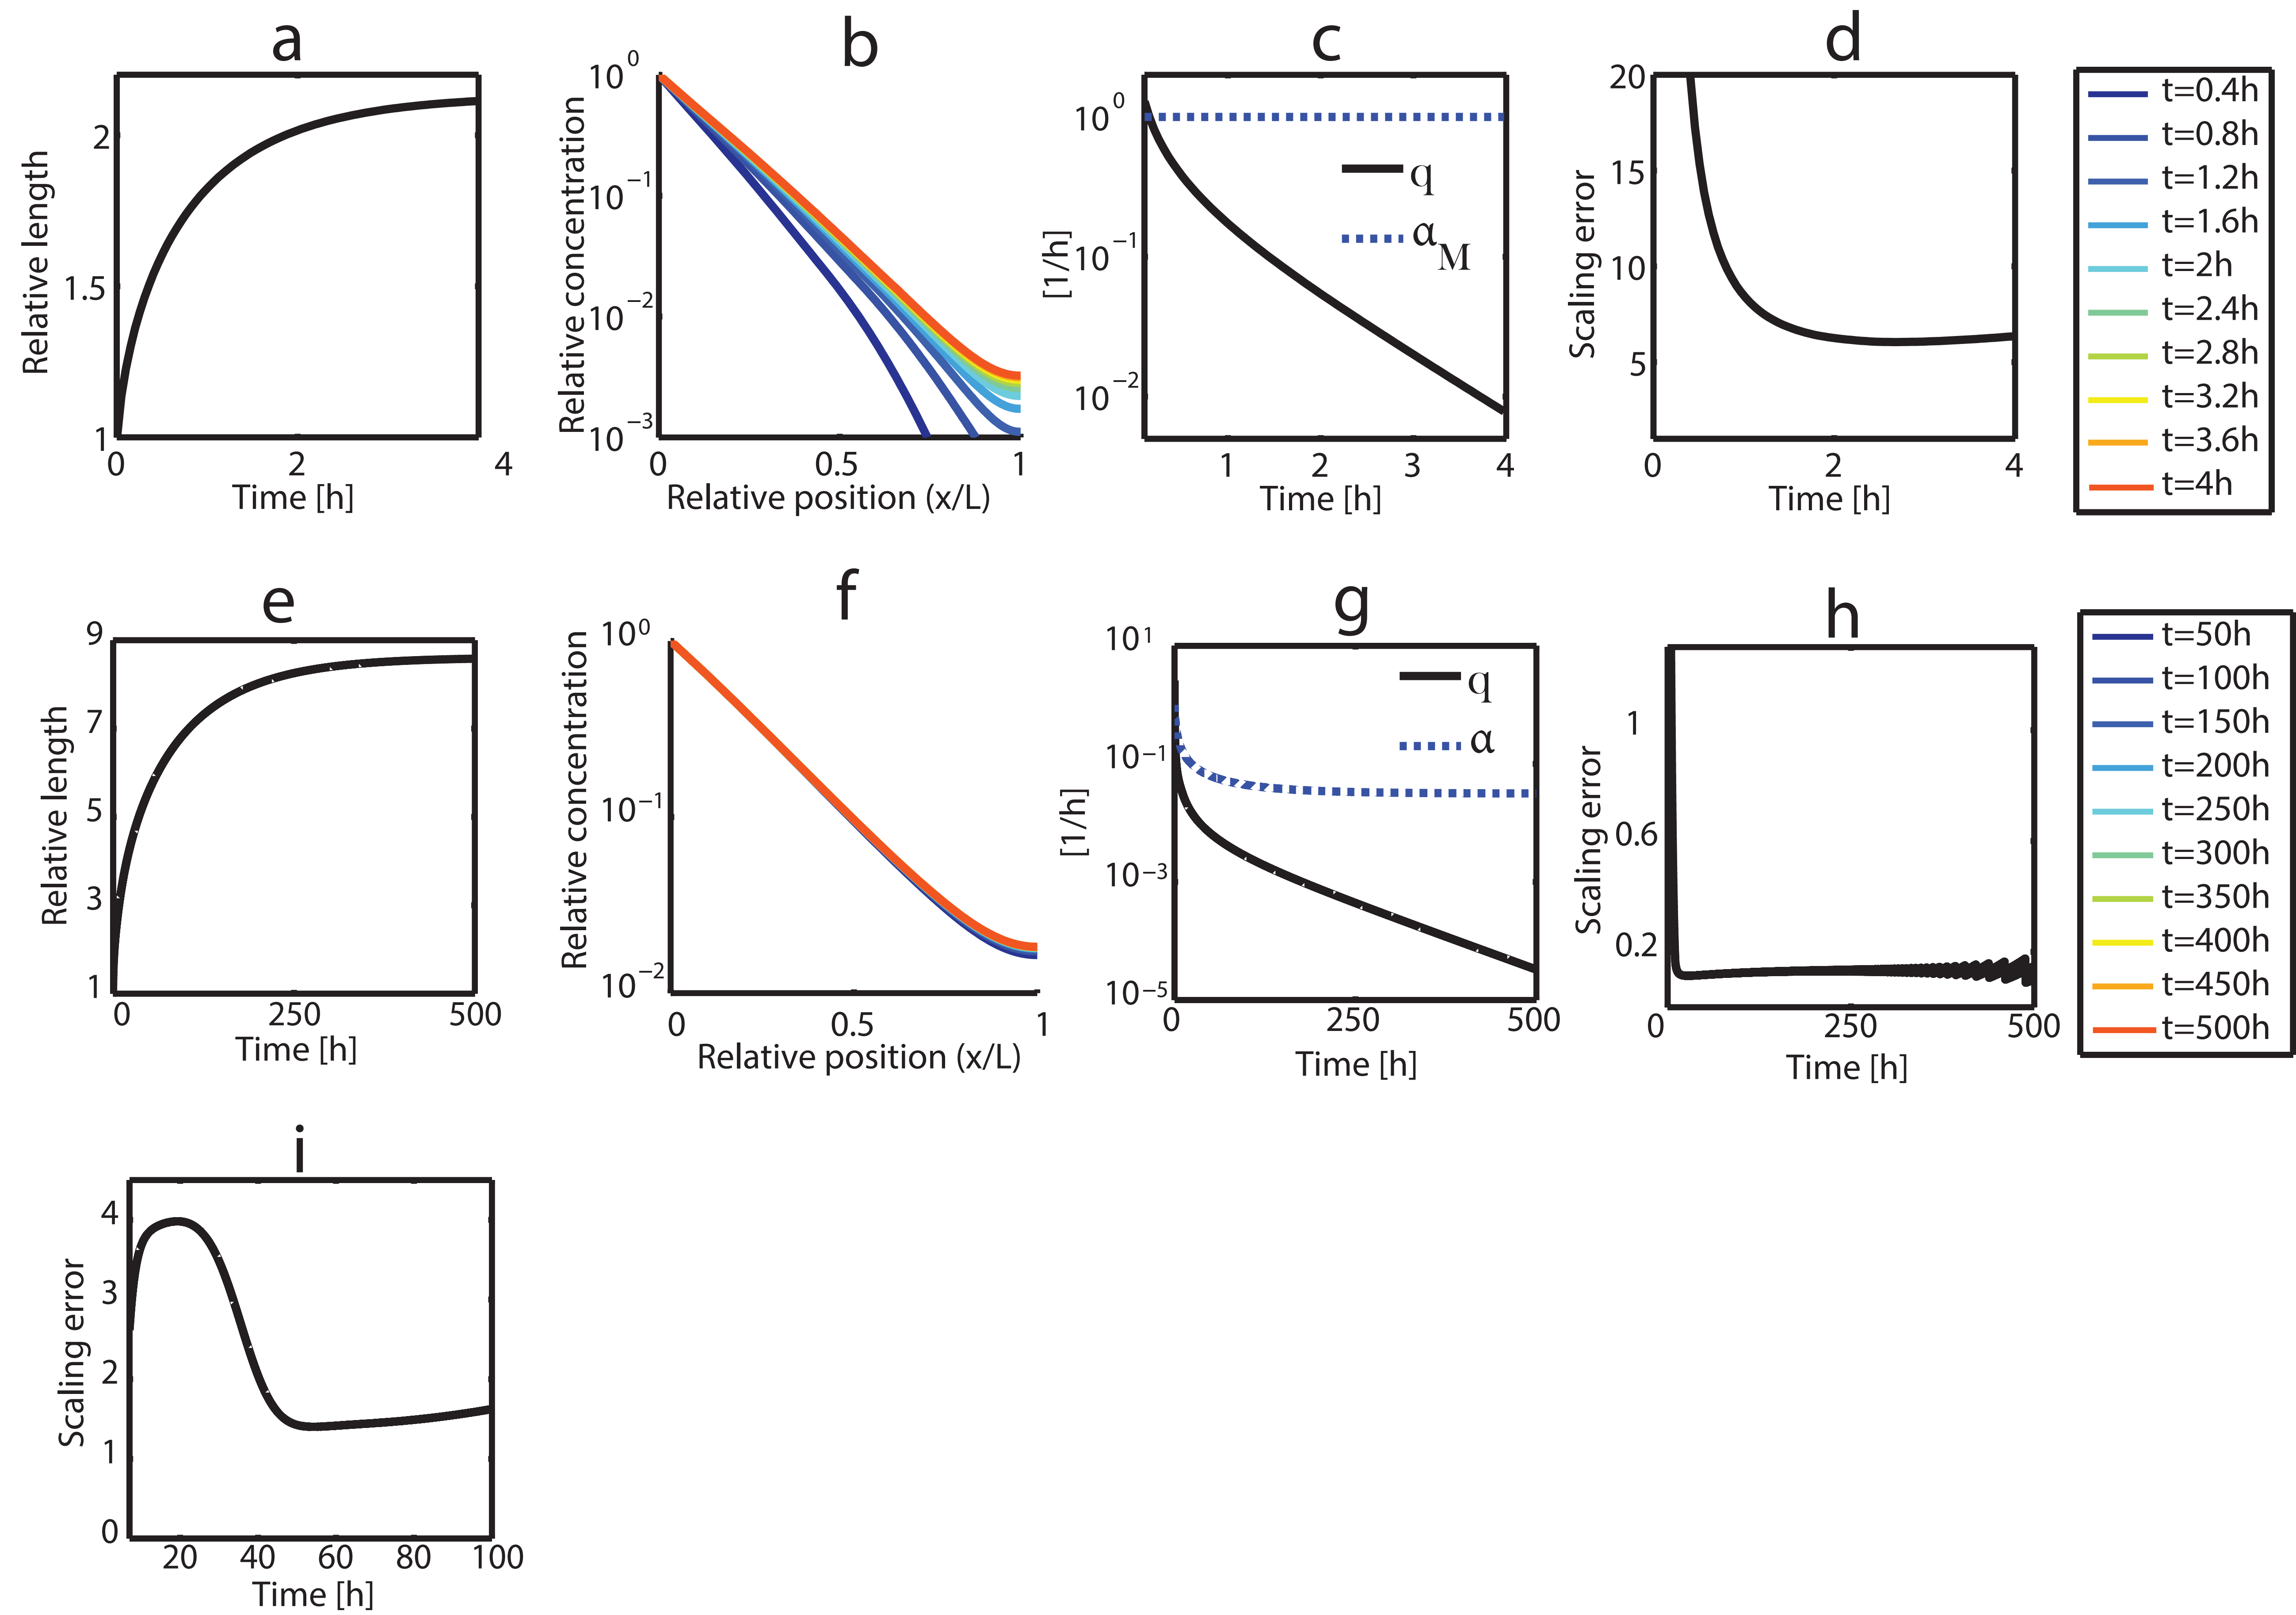 a
Relative length
2
1.5
1
0 2 4
Time [h]
b
Relative concentration
10^0
10^-1
10^-2
10^-3
0 0.5 1
Relative position (x/L)
c
[1/h]
10^0
10^-1
10^-2
q
α_M
1 2 3 4
Time [h]
d
Scaling error
20
15
10
5
0 2 4
Time [h]
t=0.4h
t=0.8h
t=1.2h
t=1.6h
t=2h
t=2.4h
t=2.8h
t=3.2h
t=3.6h
t=4h
e
Relative length
9
7
5
3
1
0 250 500
Time [h]
f
Relative concentration
10^0
10^-1
10^-2
0 0.5 1
Relative position (x/L)
g
[1/h]
10^1
10^-1
10^-3
10^-5
q
α
0 250 500
Time [h]
h
Scaling error
1
0.6
0.2
0 250 500
Time [h]
t=50h
t=100h
t=150h
t=200h
t=250h
t=300h
t=350h
t=400h
t=450h
t=500h
i
Scaling error
4
3
2
1
0
20 40 60 80 100
Time [h]